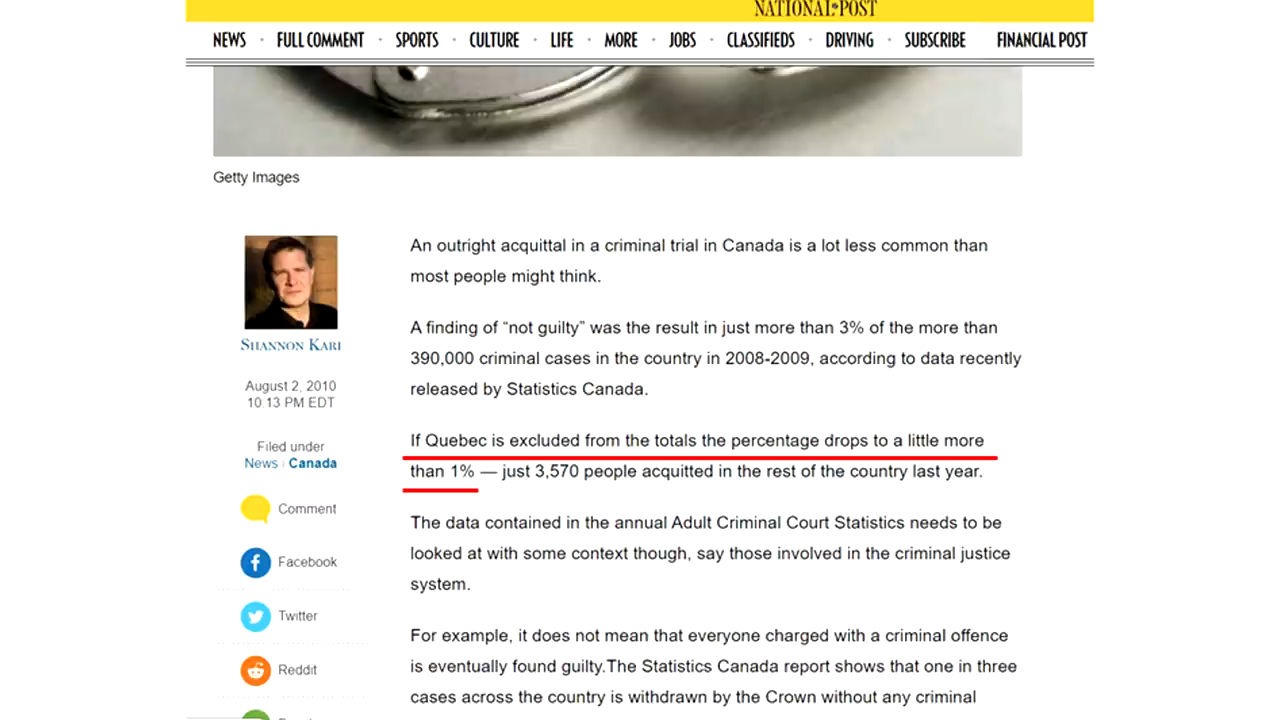 NATIONAL POST
NEWS • FULL COMMENT • SPORTS • CULTURE • LIFE • MORE • JOBS • CLASSIFIEDS • DRIVING • SUBSCRIBE FINANCIAL POST
Getty Images
SHANNON KARI
August 2, 2010
10:13 PM EDT
Filed under
News Canada
Comment
Facebook
Twitter
Reddit
An outright acquittal in a criminal trial in Canada is a lot less common than
most people might think.
A finding of “not guilty” was the result in just more than 3% of the more than
390,000 criminal cases in the country in 2008-2009, according to data recently
released by Statistics Canada.
If Quebec is excluded from the totals the percentage drops to a little more
than 1% — just 3,570 people acquitted in the rest of the country last year.
The data contained in the annual Adult Criminal Court Statistics needs to be
looked at with some context though, say those involved in the criminal justice
system.
For example, it does not mean that everyone charged with a criminal offence
is eventually found guilty.The Statistics Canada report shows that one in three
cases across the country is withdrawn by the Crown without any criminal